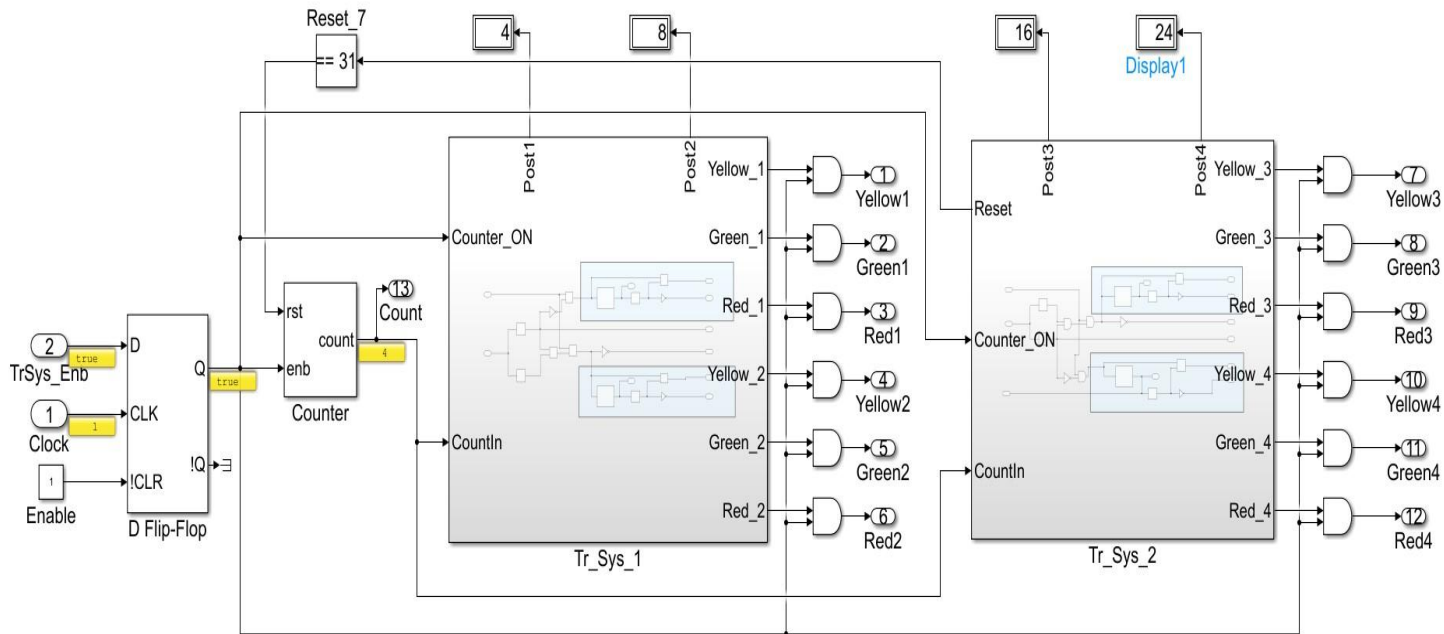 Reset_7
== 31
4
8
16
24
Display1
Post1
Post2
Post3
Post4
Yellow_1
1
Yellow1
Yellow_3
7
Yellow3
Reset
Counter_ON
Green_1
2
Green1
Green_3
8
Green3
13
Count
rst
count
4
enb
Counter
Red_1
3
Red1
Red_3
9
Red3
2
TrSys_Enb
true
D
Q
true
Counter_ON
Yellow_2
4
Yellow2
Yellow_4
10
Yellow4
1
Clock
1
CLK
CountIn
Green_2
5
Green2
CountIn
Green_4
11
Green4
!Q
1
Enable
!CLR
D Flip-Flop
Red_2
6
Red2
Red_4
12
Red4
Tr_Sys_1
Tr_Sys_2